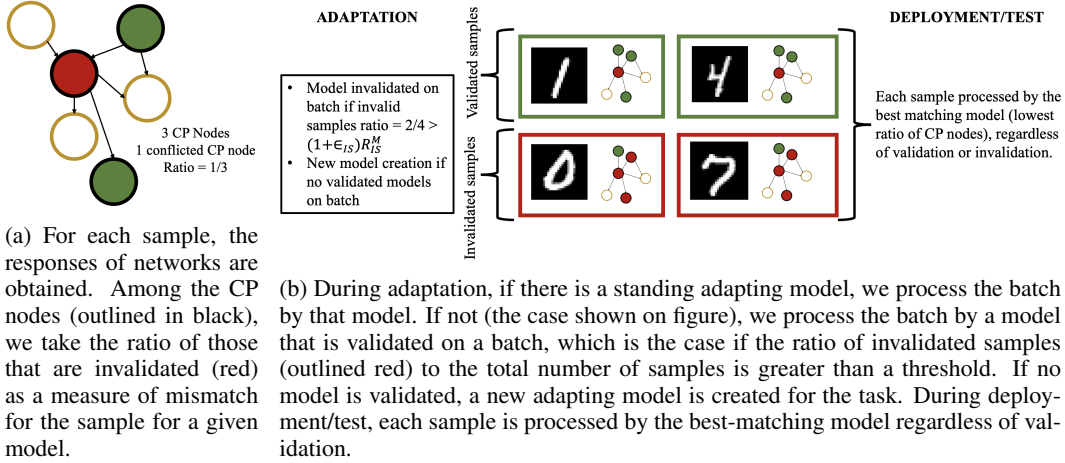 3 CP Nodes
1 conflicted CP node
Ratio = 1/3
(a) For each sample, the
responses of networks are
obtained. Among the CP
nodes (outlined in black),
we take the ratio of those
that are invalidated (red)
as a measure of mismatch
for the sample for a given
model.
ADAPTATION
• Model invalidated on
batch if invalid
samples ratio = 2/4 >
(1+ϵ_{IS})R_{IS}^{M}
• New model creation if
no validated models
on batch
Validated samples
Invalidated samples
1
4
0
7
DEPLOYMENT/TEST
Each sample processed by the
best matching model (lowest
ratio of CP nodes), regardless
of validation or invalidation.
(b) During adaptation, if there is a standing adapting model, we process the batch
by that model. If not (the case shown on figure), we process the batch by a model
that is validated on a batch, which is the case if the ratio of invalidated samples
(outlined red) to the total number of samples is greater than a threshold. If no
model is validated, a new adapting model is created for the task. During deploy-
ment/test, each sample is processed by the best-matching model regardless of val-
idation.